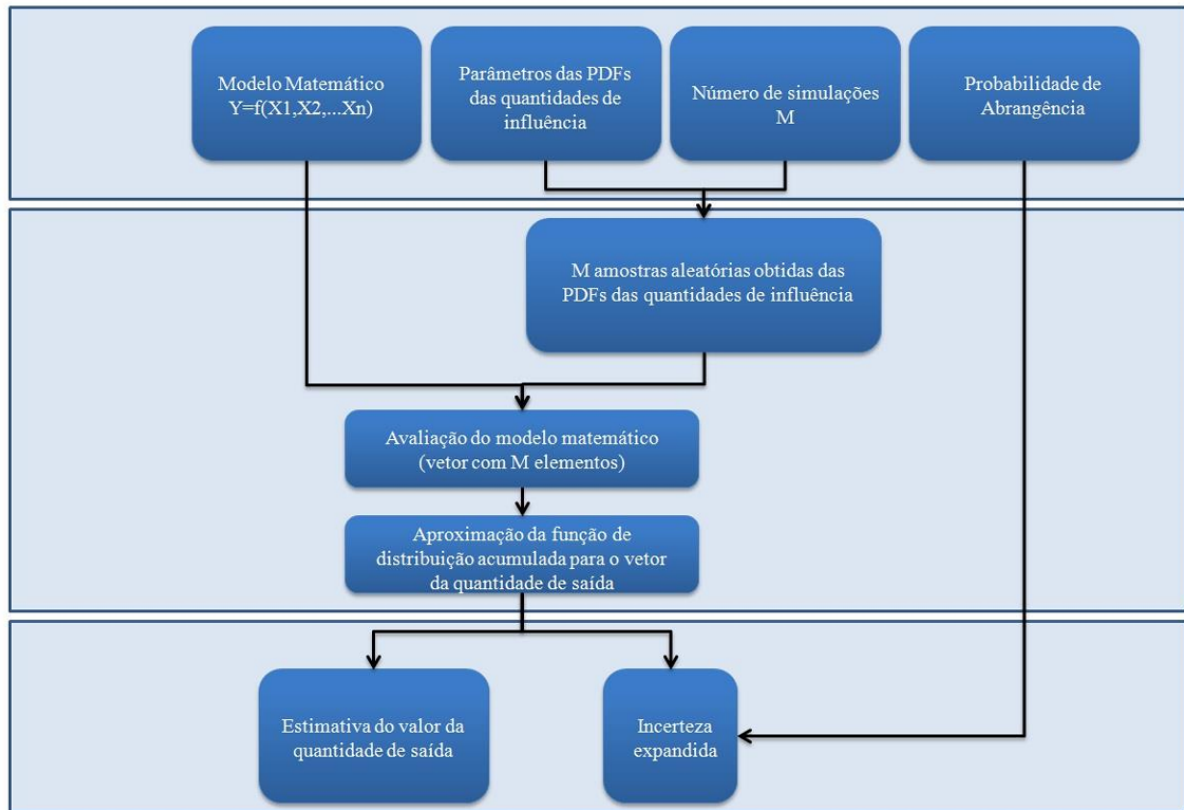 Modelo Matemático
Y=f(X1,X2,...Xn)
Parâmetros das PDFs
das quantidades de
influência
Número de simulações
M
Probabilidade de
Abrangência
M amostras aleatórias obtidas das
PDFs das quantidades de influência
Avaliação do modelo matemático
(vetor com M elementos)
Aproximação da função de
distribuição acumulada para o vetor
da quantidade de saída
Estimativa do valor da
quantidade de saída
Incerteza
expandida